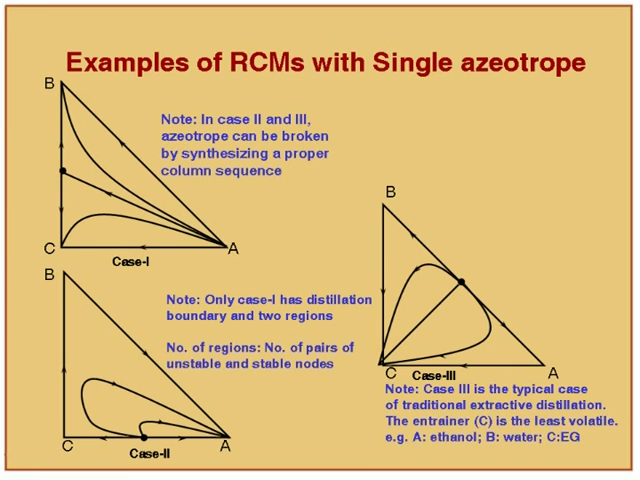 Examples of RCMs with Single azeotrope
B
Note: In case II and III,
azeotrope can be broken
by synthesizing a proper
column sequence
C
A
Case-I
B
Note: Only case-I has distillation
boundary and two regions
No. of regions: No. of pairs of
unstable and stable nodes
C
A
Case-II
B
C
Case-III
A
Note: Case III is the typical case
of traditional extractive distillation.
The entrainer (C) is the least volatile.
e.g. A: ethanol; B: water; C:EG